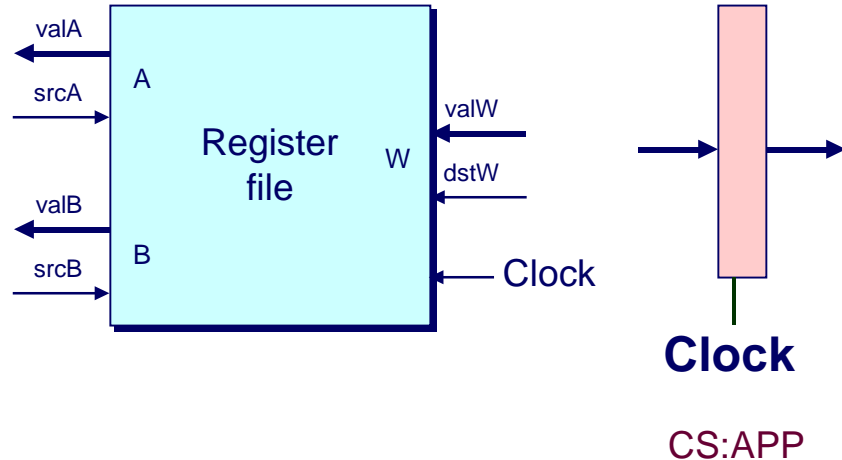 valA
A
srcA
Register
file
valB
B
srcB
valW
W
dstW
Clock
Clock
CS:APP